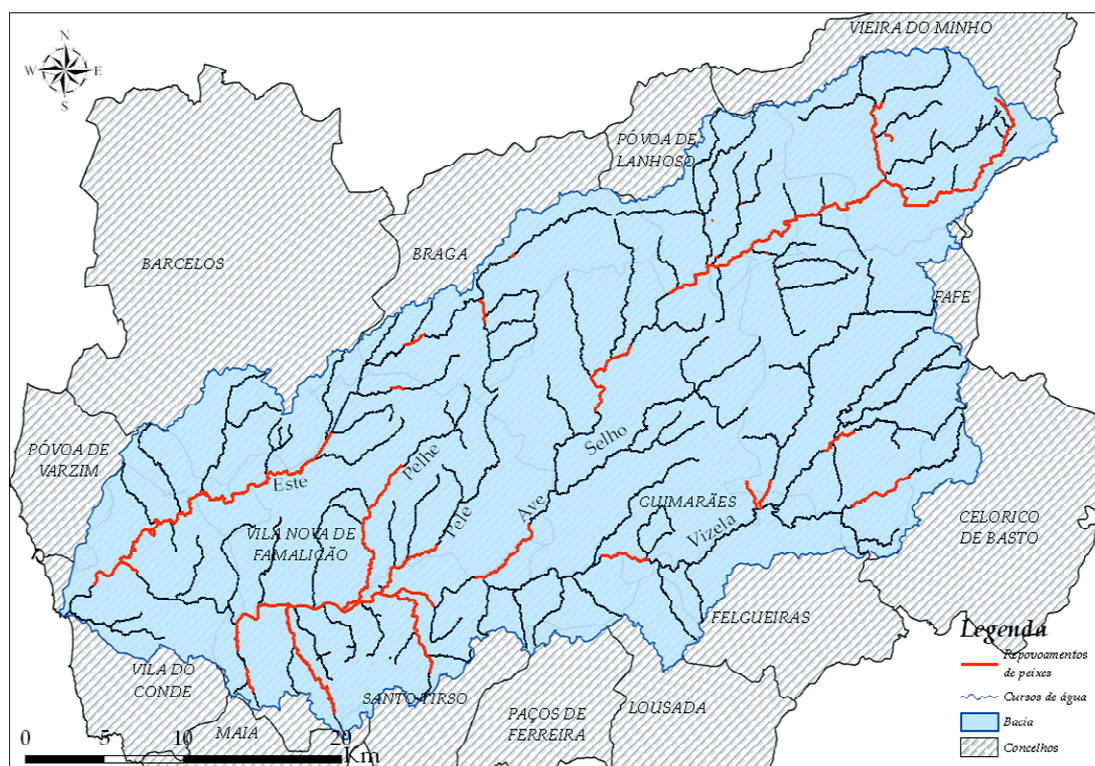 N
W E
S
VIEIRA DO MINHO
PÓVOA DE
LANHOSO
BRAGA
BARCELOS
FAFE
PÓVOA DE
VARZIM
Este
Pelhe
Selho
Ave
Pele
GUIMARÃES
Vizela
VILA NOVA DE
FAMALICÃO
CELORICO
DE BASTO
FELGUEIRAS
VILA DO
CONDE
SANTO TIRSO
MAIA
PAÇOS DE
FERREIRA
LOUSADA
Legenda
Repovoamentos
de peixes
Cursos de água
Bacia
Concelhos
0 5 10 20
Km